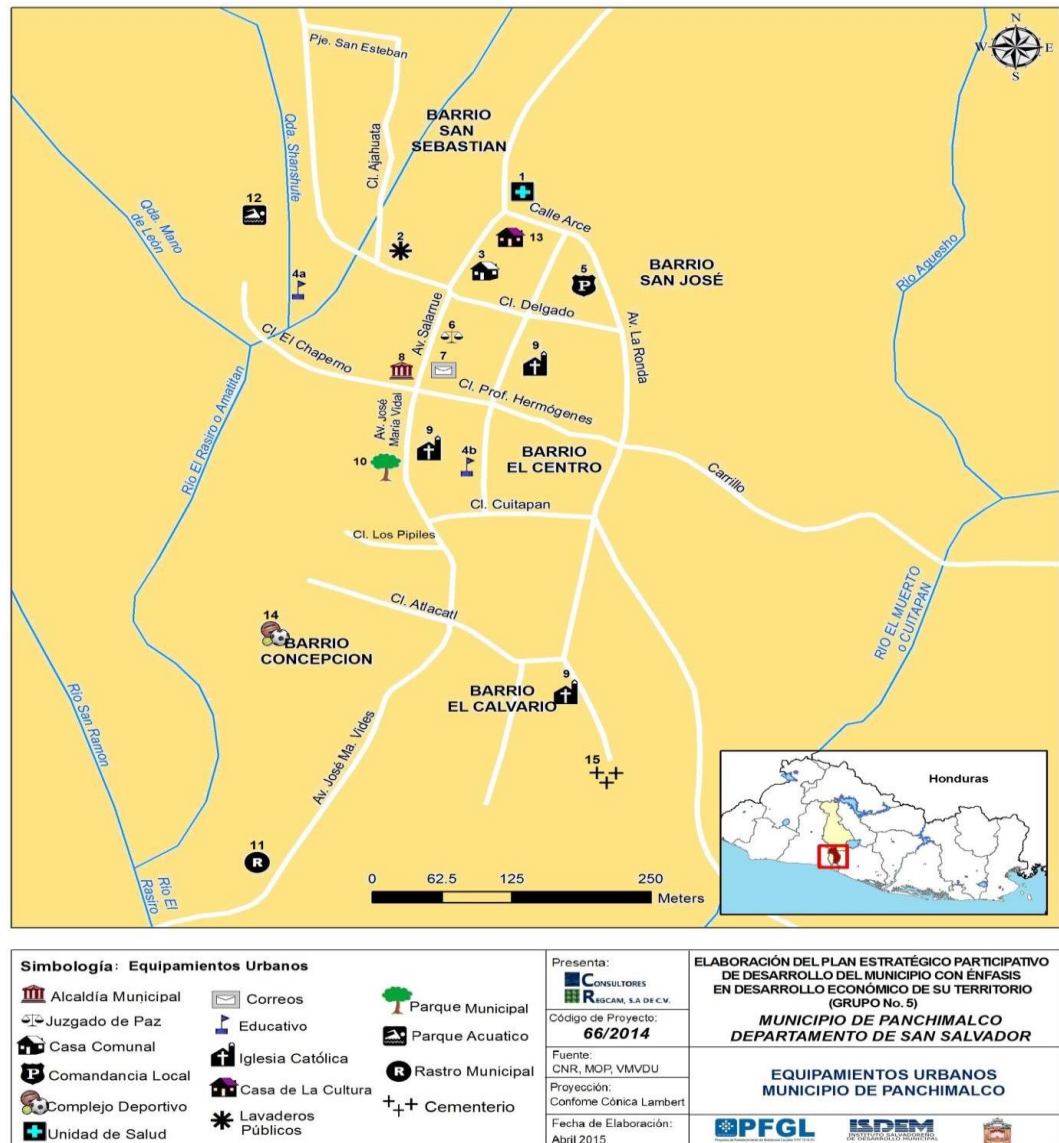 N
W E
S
Pje. San Esteban
BARRIO
SAN
SEBASTIAN
Qda. Shanshute
Cl. Ajahuata
Qda. Mano
de León
12
1
Calle Arce
2
13
3
5
BARRIO
SAN JOSÉ
Río Aquesho
4a
Cl. Delgado
Av. Salarrue
6
Av. La Ronda
Cl. El Chaperno
8
7
9
Cl. Prof. Hermógenes
Río El Rasiro o Amatitan
Av. José
María Vidal
9
4b
BARRIO
EL CENTRO
10
Carrillo
Cl. Cuitapan
Cl. Los Pipiles
Cl. Atlacatl
RIO EL MUERTO
o CUITAPAN
14
BARRIO
CONCEPCION
BARRIO
EL CALVARIO
9
Río San Ramon
Av. José Ma. Vides
15
Honduras
11
R
Río El
Rasiro
0 62.5 125 250
Meters
Simbología: Equipamientos Urbanos
Alcaldía Municipal
Juzgado de Paz
Casa Comunal
P Comandancia Local
Complejo Deportivo
Unidad de Salud
Correos
Educativo
Iglesia Católica
Casa de La Cultura
Lavaderos
Públicos
Parque Municipal
Parque Acuatico
R Rastro Municipal
Cementerio
Presenta:
CONSULTORES
REGCAM, S.A DE C.V.
Código de Proyecto:
66/2014
Fuente:
CNR, MOP, VMVDU
Proyección:
Confome Cónica Lambert
Fecha de Elaboración:
Abril 2015
ELABORACIÓN DEL PLAN ESTRATÉGICO PARTICIPATIVO
DE DESARROLLO DEL MUNICIPIO CON ÉNFASIS
EN DESARROLLO ECONÓMICO DE SU TERRITORIO
(GRUPO No. 5)
MUNICIPIO DE PANCHIMALCO
DEPARTAMENTO DE SAN SALVADOR
EQUIPAMIENTOS URBANOS
MUNICIPIO DE PANCHIMALCO
PFGL
ISDEM
INSTITUTO SALVADOREÑO
DE DESARROLLO MUNICIPAL